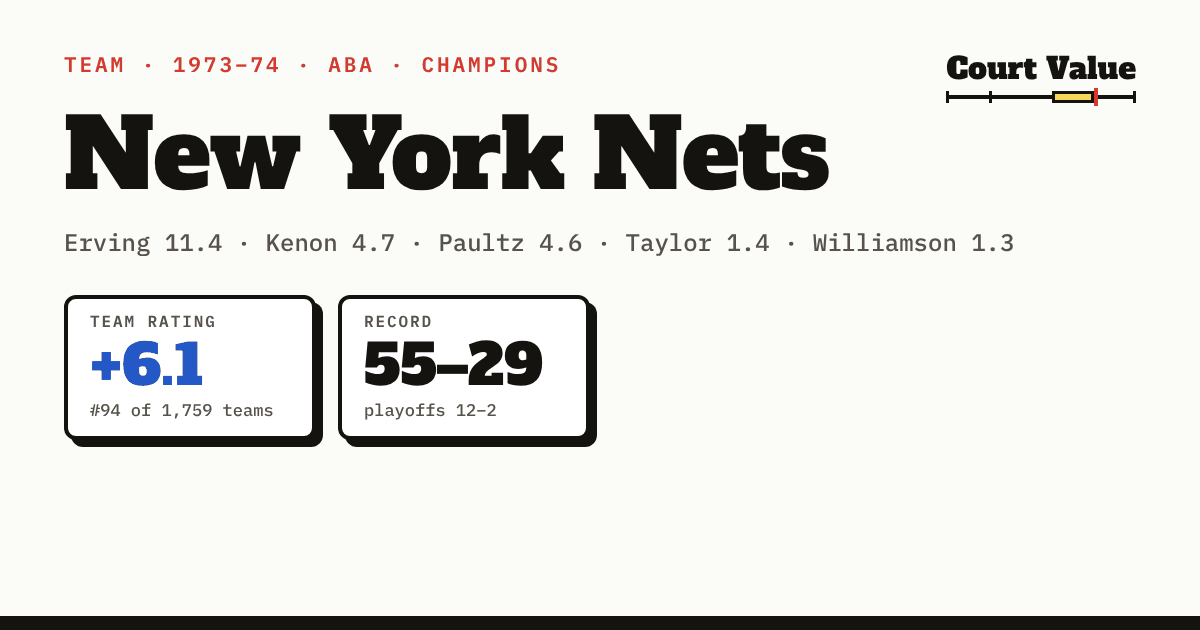 TEAM · 1973–74 · ABA · CHAMPIONS
Court Value
New York Nets
Erving 11.4 · Kenon 4.7 · Paultz 4.6 · Taylor 1.4 · Williamson 1.3
TEAM RATING
+6.1
#94 of 1,759 teams
RECORD
55–29
playoffs 12–2